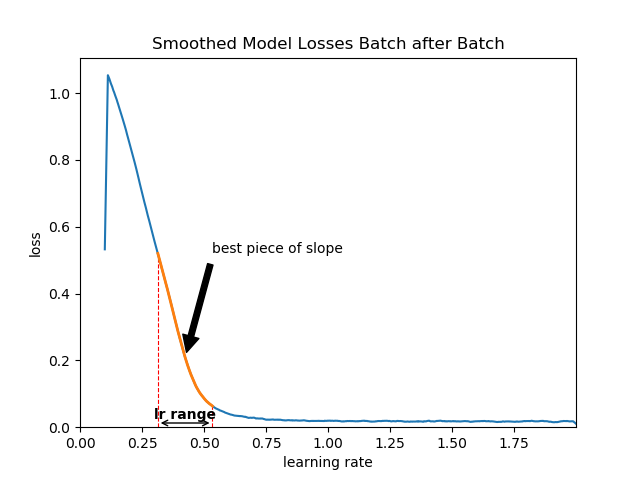 Smoothed Model Losses Batch after Batch
1.0
0.8
0.6
0.4
0.2
0.0
loss
best piece of slope
lr range
0.00 0.25 0.50 0.75 1.00 1.25 1.50 1.75
learning rate